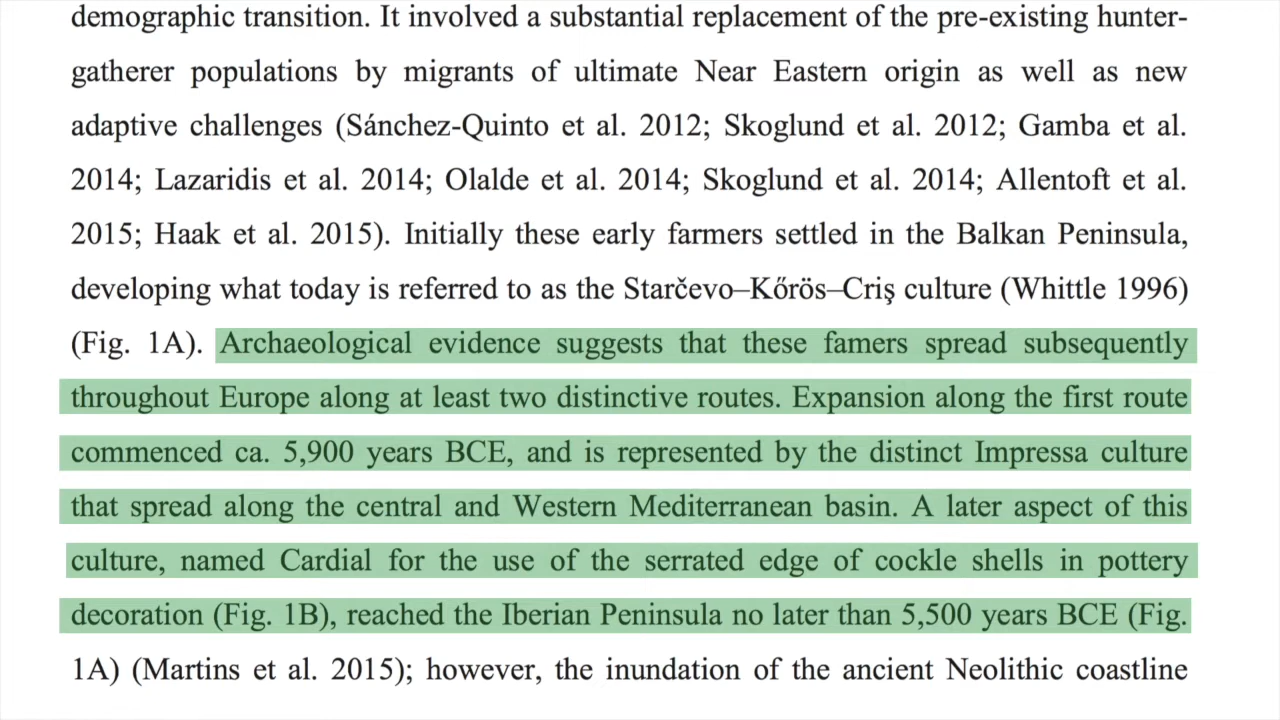 demographic transition. It involved a substantial replacement of the pre-existing hunter-
gatherer populations by migrants of ultimate Near Eastern origin as well as new
adaptive challenges (Sánchez-Quinto et al. 2012; Skoglund et al. 2012; Gamba et al.
2014; Lazaridis et al. 2014; Olalde et al. 2014; Skoglund et al. 2014; Allentoft et al.
2015; Haak et al. 2015). Initially these early farmers settled in the Balkan Peninsula,
developing what today is referred to as the Starčevo–Kőrös–Criş culture (Whittle 1996)
(Fig. 1A). Archaeological evidence suggests that these famers spread subsequently
throughout Europe along at least two distinctive routes. Expansion along the first route
commenced ca. 5,900 years BCE, and is represented by the distinct Impressa culture
that spread along the central and Western Mediterranean basin. A later aspect of this
culture, named Cardial for the use of the serrated edge of cockle shells in pottery
decoration (Fig. 1B), reached the Iberian Peninsula no later than 5,500 years BCE (Fig.
1A) (Martins et al. 2015); however, the inundation of the ancient Neolithic coastline